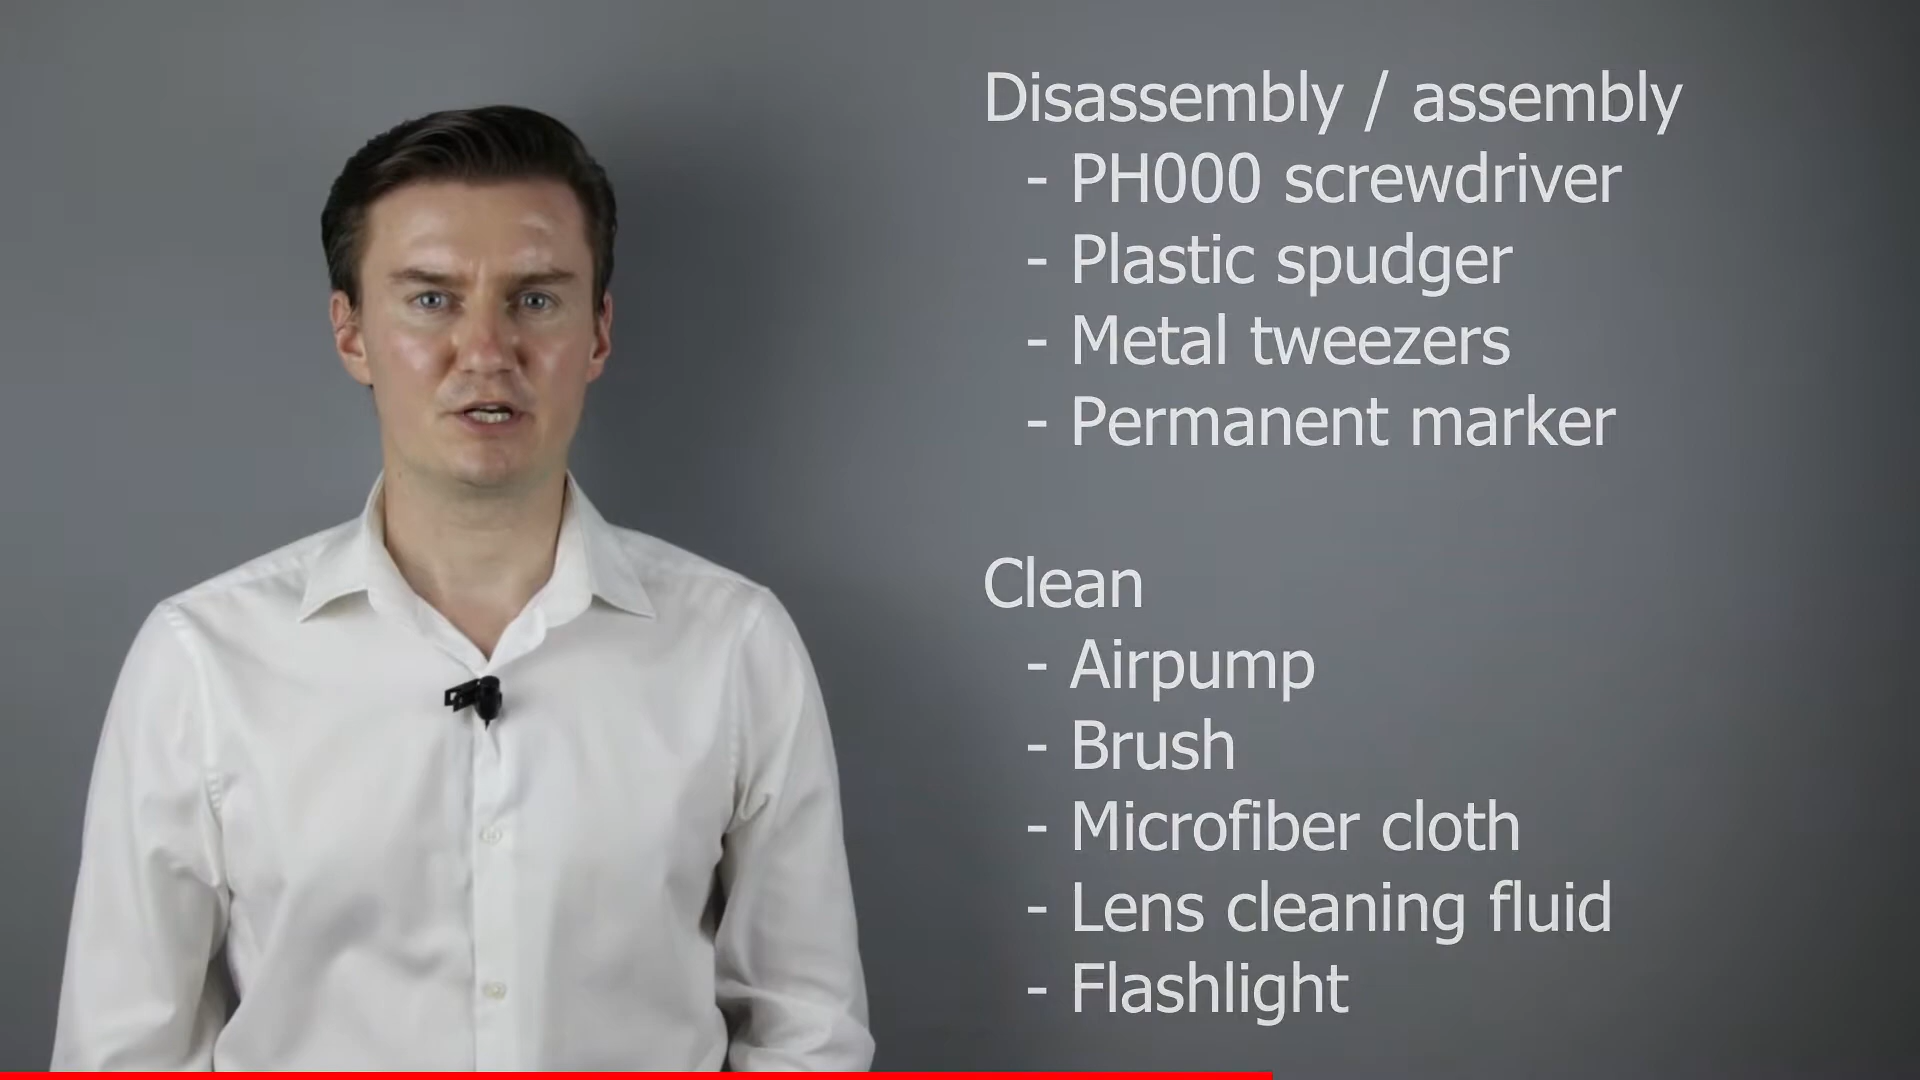 Disassembly / assembly
- PH000 screwdriver
- Plastic spudger
- Metal tweezers
- Permanent marker
Clean
- Airpump
- Brush
- Microfiber cloth
- Lens cleaning fluid
- Flashlight